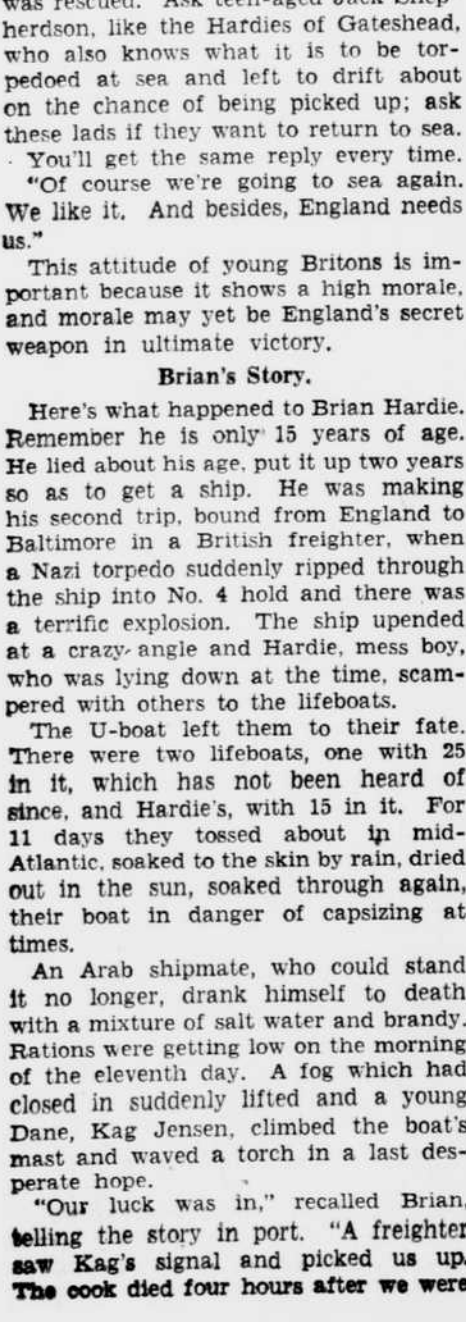 was rescued. Ask teen-aged Jack Shep-
herdson, like the Hardies of Gateshead,
who also knows what it is to be tor-
pedoed at sea and left to drift about
on the chance of being picked up; ask
these lads if they want to return to sea.
You'll get the same reply every time.
"Of course we're going to sea again.
We like it. And besides, England needs
us."
This attitude of young Britons is im-
portant because it shows a high morale,
and morale may yet be England's secret
weapon in ultimate victory.
Brian's Story.
Here's what happened to Brian Hardie.
Remember he is only 15 years of age.
He lied about his age, put it up two years
so as to get a ship. He was making
his second trip, bound from England to
Baltimore in a British freighter, when
a Nazi torpedo suddenly ripped through
the ship into No. 4 hold and there was
a terrific explosion. The ship upended
at a crazy angle and Hardie, mess boy,
who was lying down at the time, scam-
pered with others to the lifeboats.
The U-boat left them to their fate.
There were two lifeboats, one with 25
in it, which has not been heard of
since, and Hardie's, with 15 in it. For
11 days they tossed about in mid-
Atlantic, soaked to the skin by rain, dried
out in the sun, soaked through again,
their boat in danger of capsizing at
times.
An Arab shipmate, who could stand
it no longer, drank himself to death
with a mixture of salt water and brandy.
Rations were getting low on the morning
of the eleventh day. A fog which had
closed in suddenly lifted and a young
Dane, Kag Jensen, climbed the boat's
mast and waved a torch in a last des-
perate hope.
"Our luck was in," recalled Brian,
telling the story in port. "A freighter
saw Kag's signal and picked us up.
The cook died four hours after we were